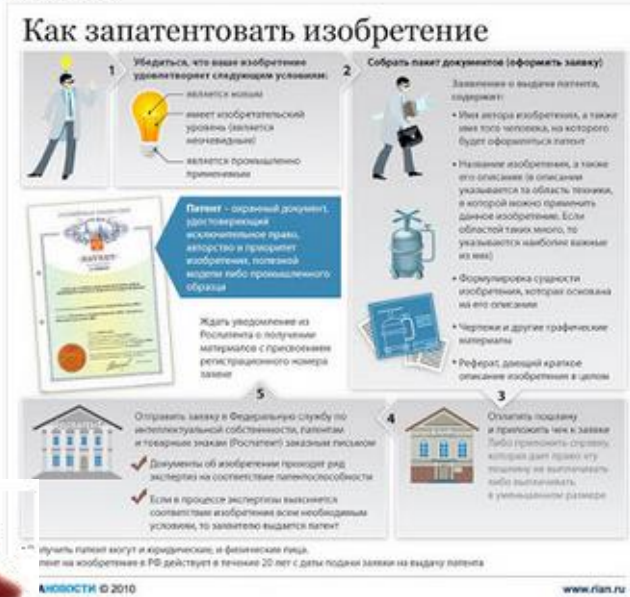 Как запатентовать изобретение
1
Убедиться, что ваше изобретение
удовлетворяет следующим условиям:
является новым
имеет изобретательский
уровень (является
неочевидным)
является промышленно
применимым
2
Собрать пакет документов (оформить заявку)
Заявление о выдаче патента,
содержит:
• Имя автора изобретения, а также
имя того человека, на которого
будет оформляться патент
• Название изобретения, а также
его описание (в описании
указывается та область техники,
в которой можно применить
данное изобретение. Если
областей таких много, то
указываются наиболее важные
из них)
• Формулировка сущности
изобретения, которая основана
на его описании
• Чертежи и другие графические
материалы
• Реферат, дающий краткое
описание изобретения в целом
3
Оплатить пошлину
и приложить чек к заявке
Либо приложить справку,
которая дает право эту
пошлину не выплачивать
либо выплачивать
в уменьшенном размере
4
Отправить заявку в Федеральную службу по
интеллектуальной собственности, патентам
и товарным знакам (Роспатент) заказным письмом
Документы об изобретении проходят ряд
экспертиз на соответствие патентоспособности
Если в процессе экспертизы выясняется
соответствие изобретения всем необходимым
условиям, то заявителю выдается патент
5
Ждать уведомление из
Роспатента о получении
материалов с присвоением
регистрационного номера
заявке
Патент – охранный документ,
удостоверяющий
исключительное право,
авторство и приоритет
изобретения, полезной
модели либо промышленного
образца
ПАТЕНТ
получить патент могут и юридические, и физические лица.
на изобретение в РФ действует в течение 20 лет с даты подачи заявки на выдачу патента
НОВОСТИ © 2010
www.rian.ru